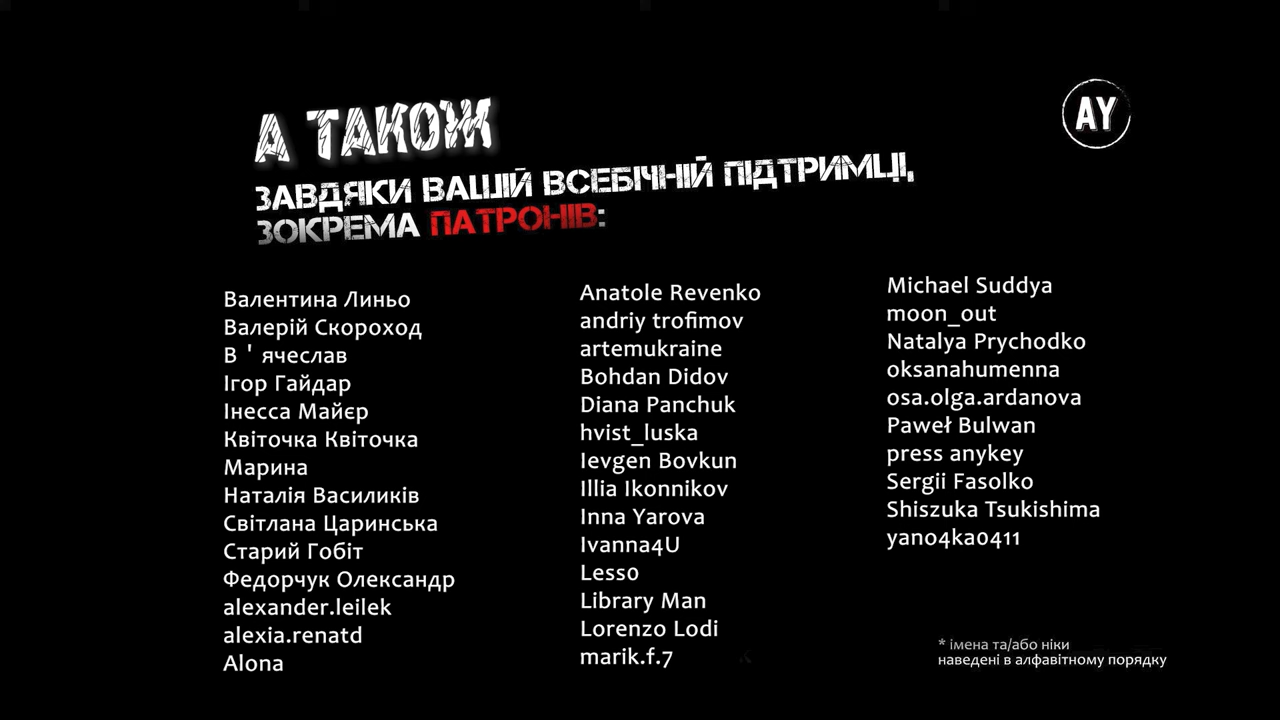 А ТАКОЖ
AY
ЗАВДЯКИ ВАШІЙ ВСЕБІЧНІЙ ПІДТРИМЦІ,
ЗОКРЕМА ПАТРОНІВ:
Валентина Линьо
Валерій Скороход
В ' ячеслав
Ігор Гайдар
Інесса Майєр
Квіточка Квіточка
Марина
Наталія Василиків
Світлана Царинська
Старий Гобіт
Федорчук Олександр
alexander.leilek
alexia.renatd
Alona
Anatole Revenko
andriy trofimov
artemukraine
Bohdan Didov
Diana Panchuk
hvist_luska
Ievgen Bovkun
Illia Ikonnikov
Inna Yarova
Ivanna4U
Less0
Library Man
Lorenzo Lodi
marik.f.7
Michael Suddya
moon_out
Natalya Prychodko
oksanahumenna
osa.olga.ardanova
Paweł Bulwan
press anykey
Sergii Fasolko
Shiszuka Tsukishima
yano4ka0411
* імена та/або ніки
наведені в алфавітному порядку